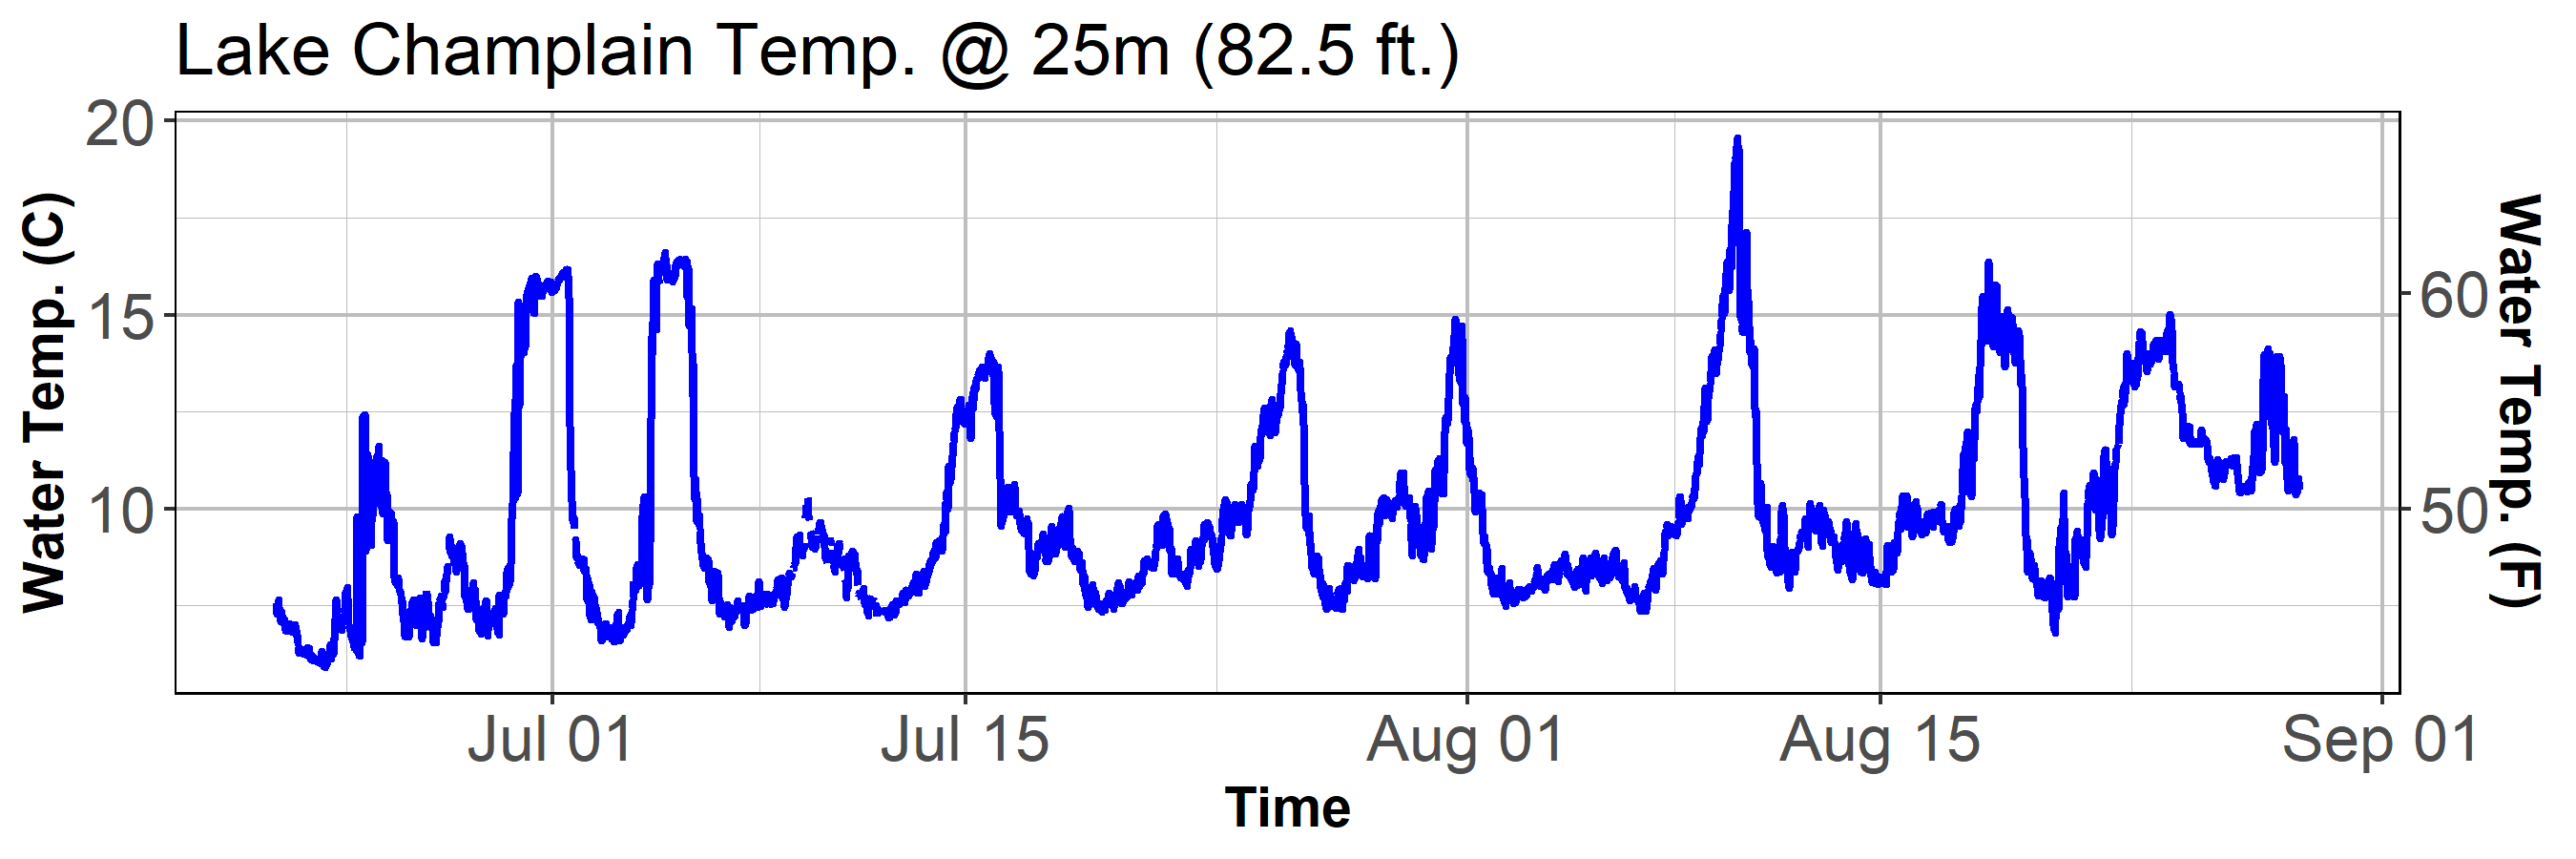 Lake Champlain Temp. @ 25m (82.5 ft.)
20
15
10
Water Temp. (C)
60
50
Water Temp. (F)
Jul 01
Jul 15
Aug 01
Aug 15
Sep 01
Time